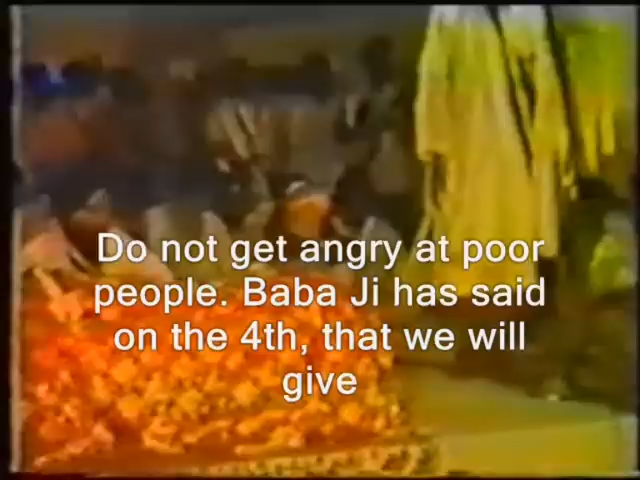 Do not get angry at poor
people. Baba Ji has said
on the 4th, that we will
give